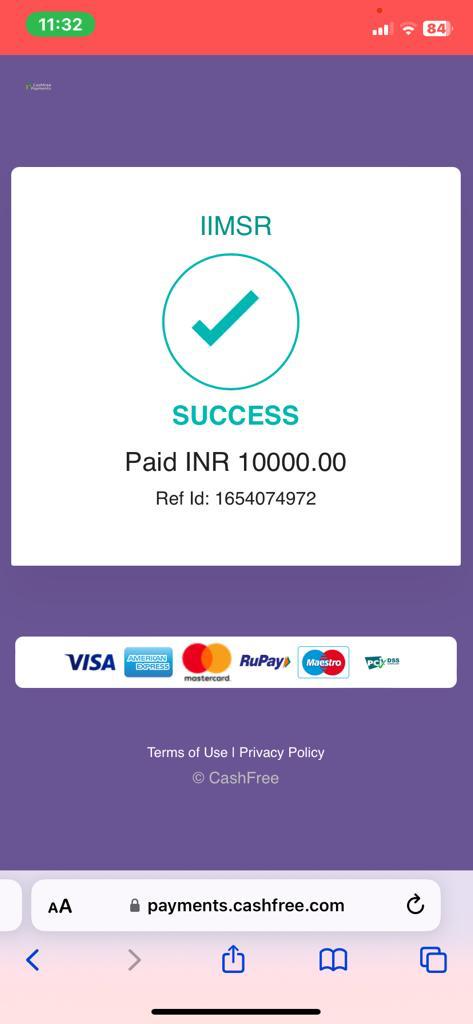 11:32
84
Cashfree
Payments
IIMSR
SUCCESS
Paid INR 10000.00
Ref Id: 1654074972
VISA
AMERICAN
EXPRESS
mastercard.
RuPay
Maestro
PCI DSS
Terms of Use | Privacy Policy
© CashFree
AA payments.cashfree.com